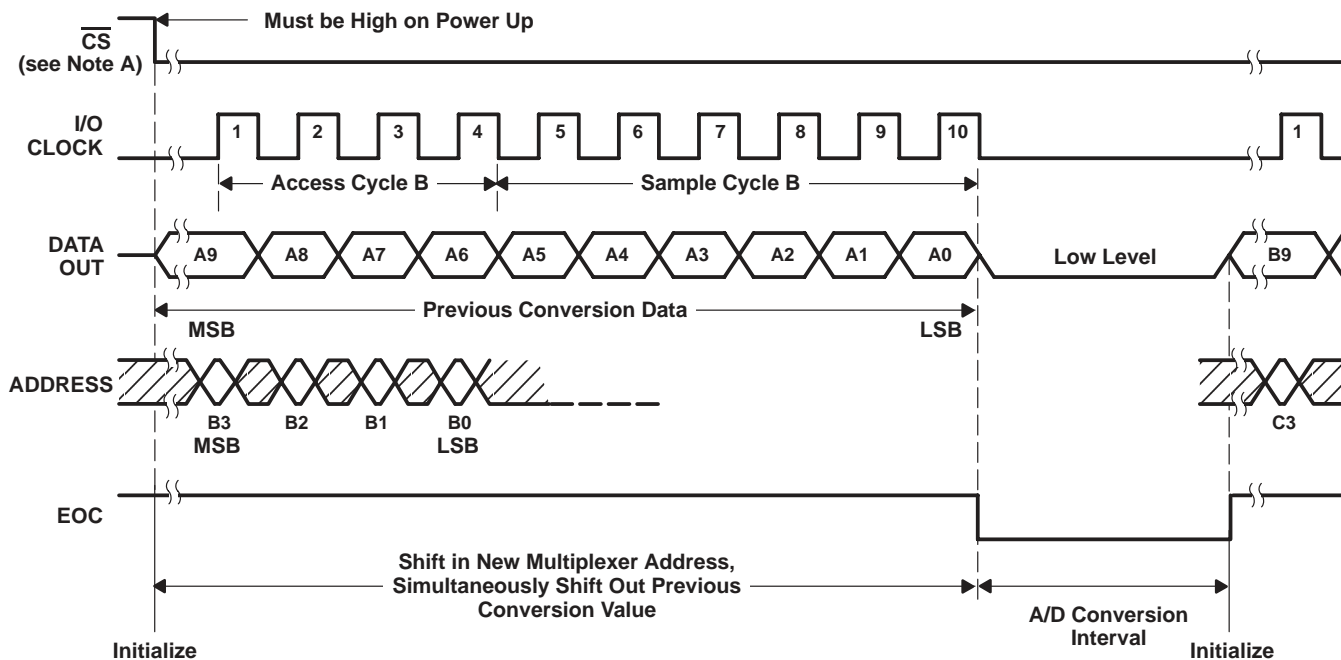 Must be High on Power Up
CS
(see Note A)
I/O
CLOCK
1 2 3 4 5 6 7 8 9 10 1
Access Cycle B Sample Cycle B
DATA
OUT
A9 A8 A7 A6 A5 A4 A3 A2 A1 A0 Low Level B9
Previous Conversion Data
MSB LSB
ADDRESS
B3 B2 B1 B0 C3
MSB LSB
EOC
Shift in New Multiplexer Address,
Simultaneously Shift Out Previous
Conversion Value
A/D Conversion
Interval
Initialize Initialize